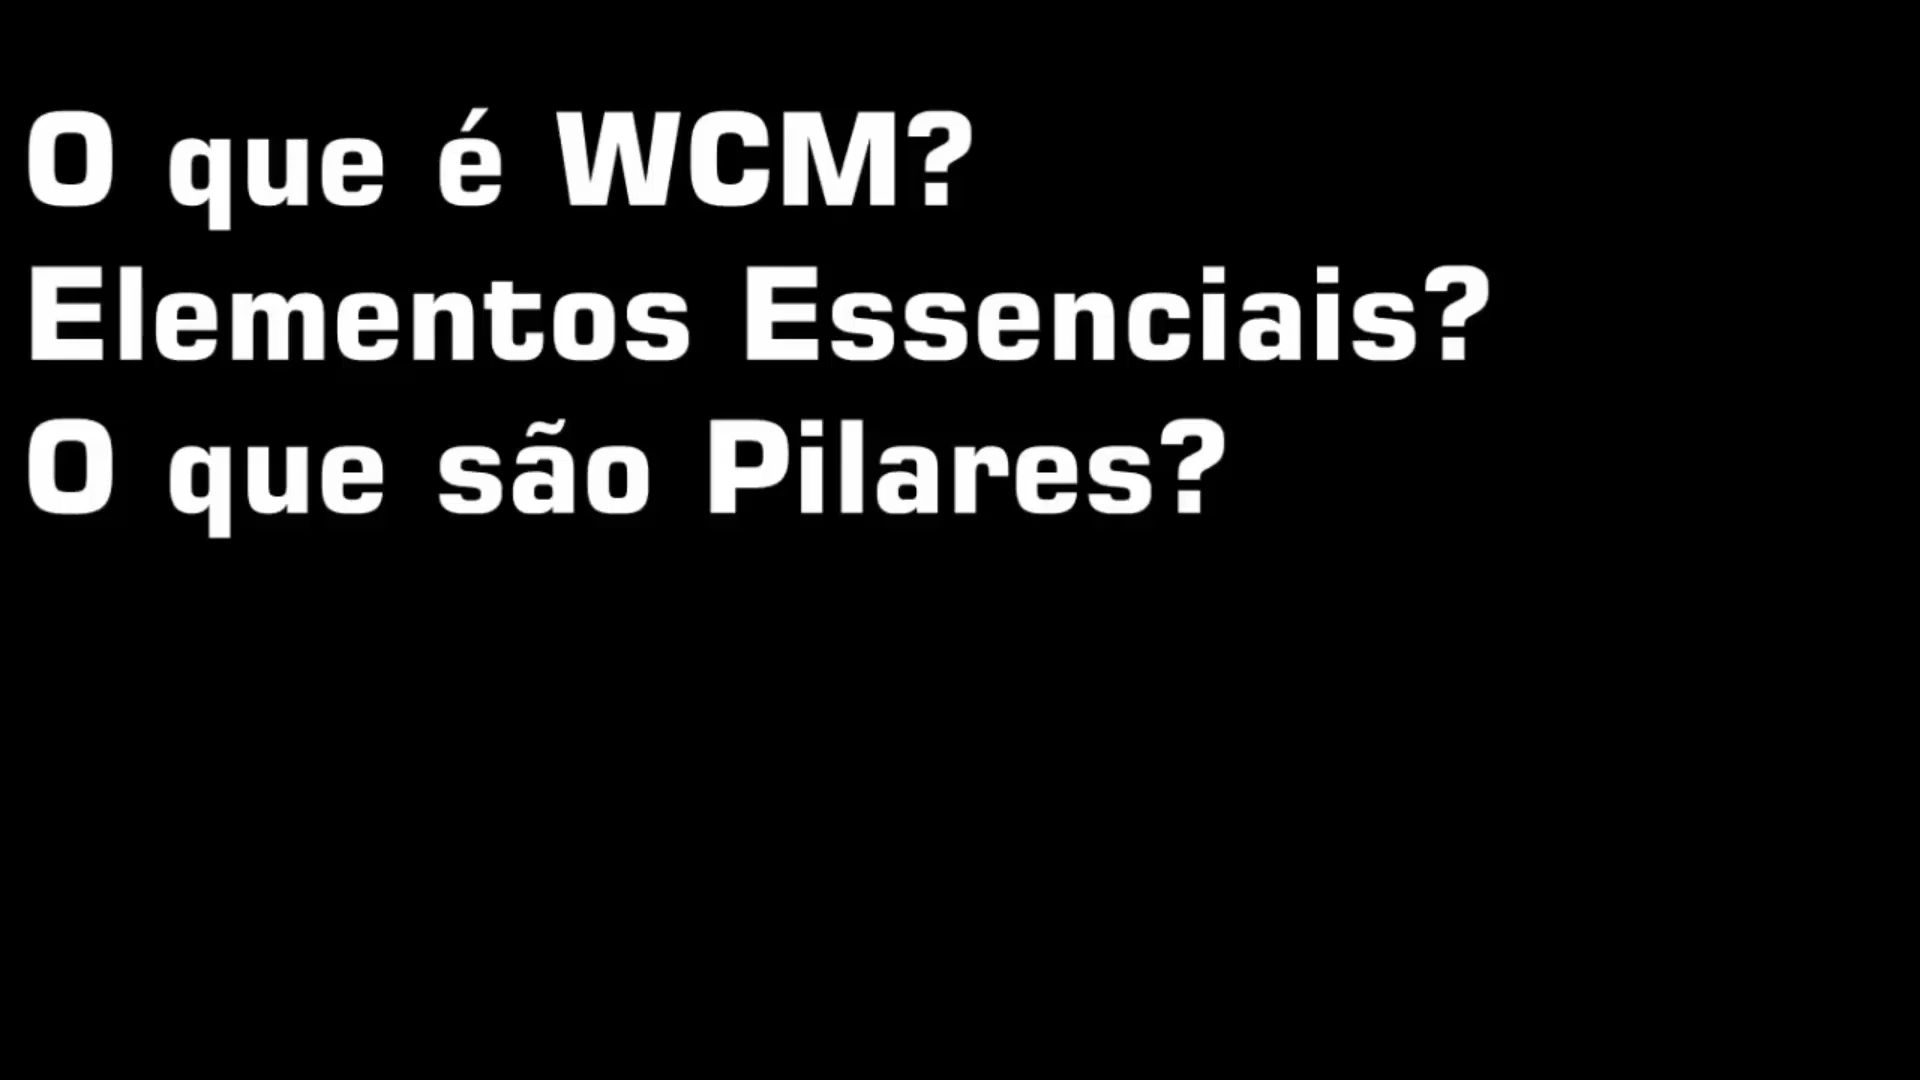 O que é WCM?
Elementos Essenciais?
O que são Pilares?